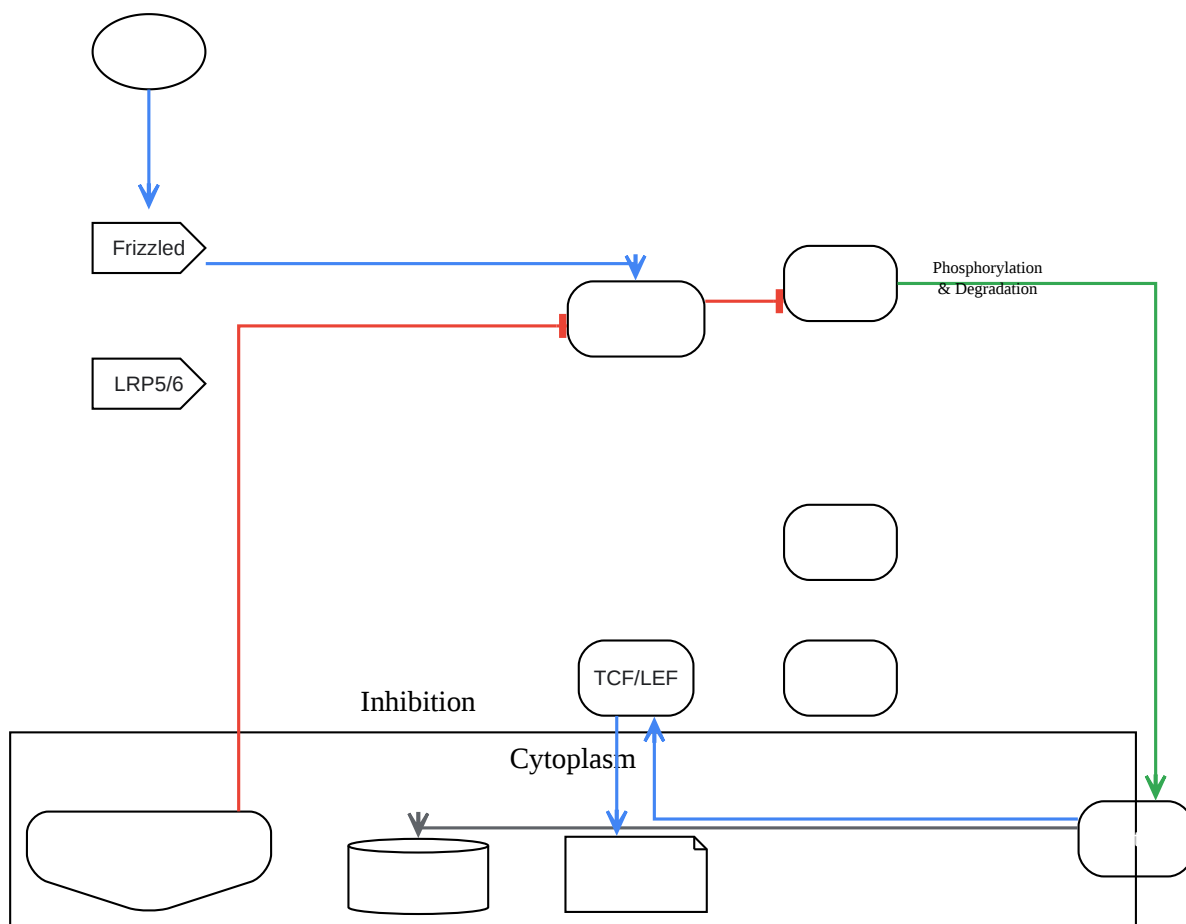 Frizzled
Phosphorylation
& Degradation
LRP5/6
TCF/LEF
Inhibition
Cytoplasm